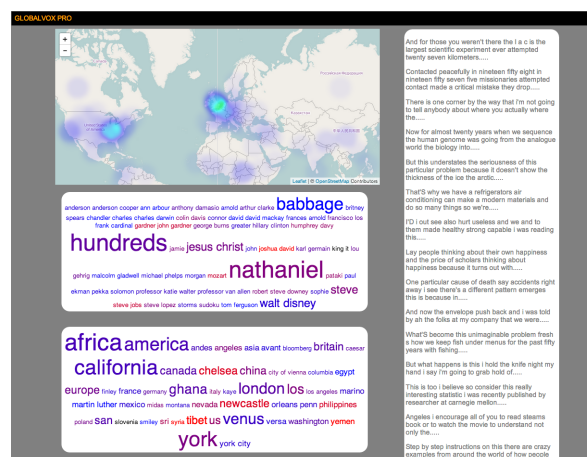 GLOBALVOX PRO
+
−
United States
Россиийская Федерация
Казахстан
Leaflet | © OpenStreetMap Contributors
anderson anderson cooper ann arbour anthony damasio arnold arthur clarke babbage britney
spears chandler charles charles darwin colin davis connor david david mackay frances arnold francisco los
frank cardinal gardner john gardner george burns greater hillary clinton humphrey davy
hundreds jamie jesus christ john joshua david karl germain king it lou
gehrig malcolm gladwell michael phelps morgan mozart nathaniel pataki paul
ekman pekka solomon professor katie walter professor van allen robert steve downey sophie steve
steve jobs steve lopez storms sudoku tom ferguson walt disney
africa america andes angeles asia avant bloomberg britain caesar
california canada chelsea china city of vienna columbia egypt
europe finley france germany ghana italy kaye london los los angeles marino
martin luther mexico midas montana nevada newcastle orleans penn philippines
poland san slovenia smiley sri syria tibet us venus versa washington yemen
york york city
And for those you weren't there the l a c is the
largest scientific experiment ever attempted
twenty seven kilometers.....
Contacted peacefully in nineteen fifty eight in
nineteen fifty seven five missionaries attempted
contact made a critical mistake they drop.....
There is one corner by the way that i'm not going
to tell anybody about where you actually where
the.....
Now for almost twenty years when we sequence
the human genome was going from the analogue
world the biology into.....
But this understates the seriousness of this
particular problem because it doesn't show the
thickness of the ice the arctic.....
That'S why we have a refrigerators air
conditioning can make a modern materials and
do so many things so we're.....
I'D i out see also hurt useless and we and to
them made healthy strong capable i was reading
this.....
Lay people thinking about their own happiness
and the price of scholars thinking about
happiness because it turns out with.....
One particular cause of death say accidents right
away i see there's a different pattern emerges
this is because in.....
And now the envelope push back and i was told
by ah the folks at my company that we were.....
What'S become this unimaginable problem fresh
s how we keep fish under menus for the past fifty
years with fishing.....
But what happens is this i hold the knife night my
hand i say i'm going to grab hold of.....
This is too i believe so consider this really
interesting statistic i was recently published by
researcher at carnegie mellon.....
Angeles i encourage all of you to read steams
book or to watch the movie to understand not
only the.....
Step by step instructions on this there are crazy
examples from around the world of how people